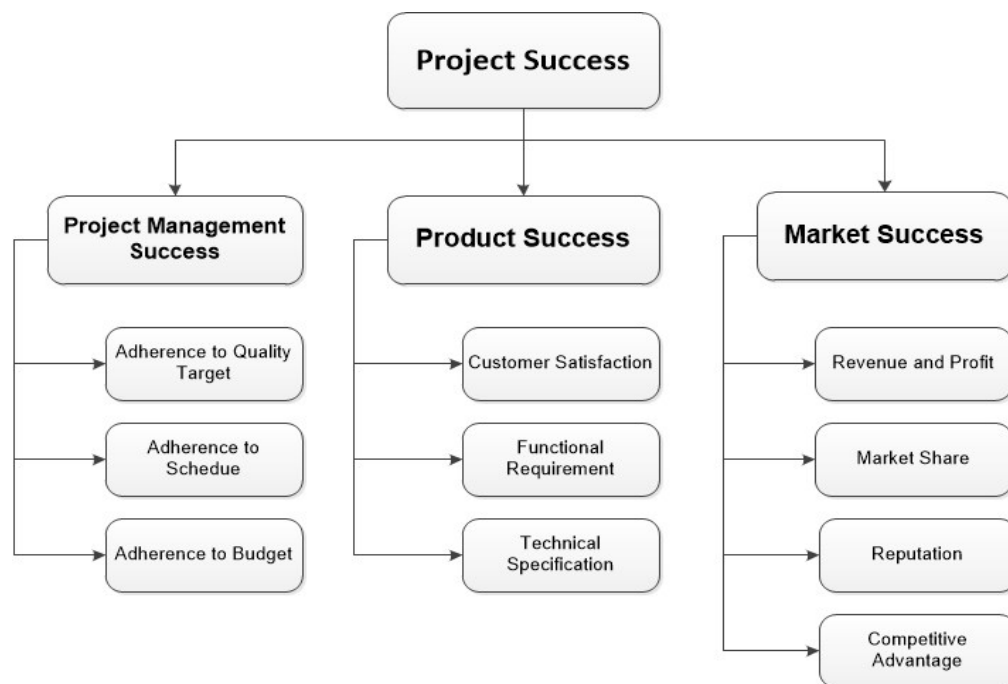 Project Success
Project Management
Success
Product Success
Market Success
Adherence to Quality
Target
Customer Satisfaction
Revenue and Profit
Adherence to
Schedue
Functional
Requirement
Market Share
Adherence to Budget
Technical
Specification
Reputation
Competitive
Advantage